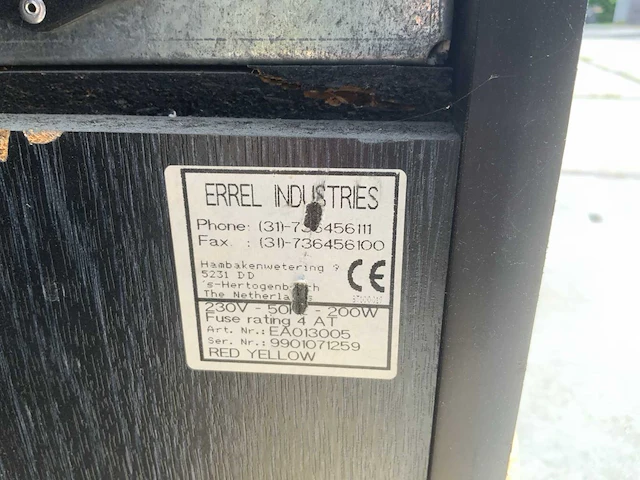 ERREL INDUSTRIES
Phone: (31)-736456111
Fax : (31)-736456100
Hambakenwetering 9
5231 DD
's-Hertogenbosch
The Netherlands
CE
230V - 50Hz - 200W
Fuse rating 4 AT
Art. Nr.: EA013005
Ser. Nr.: 9901071259
RED YELLOW